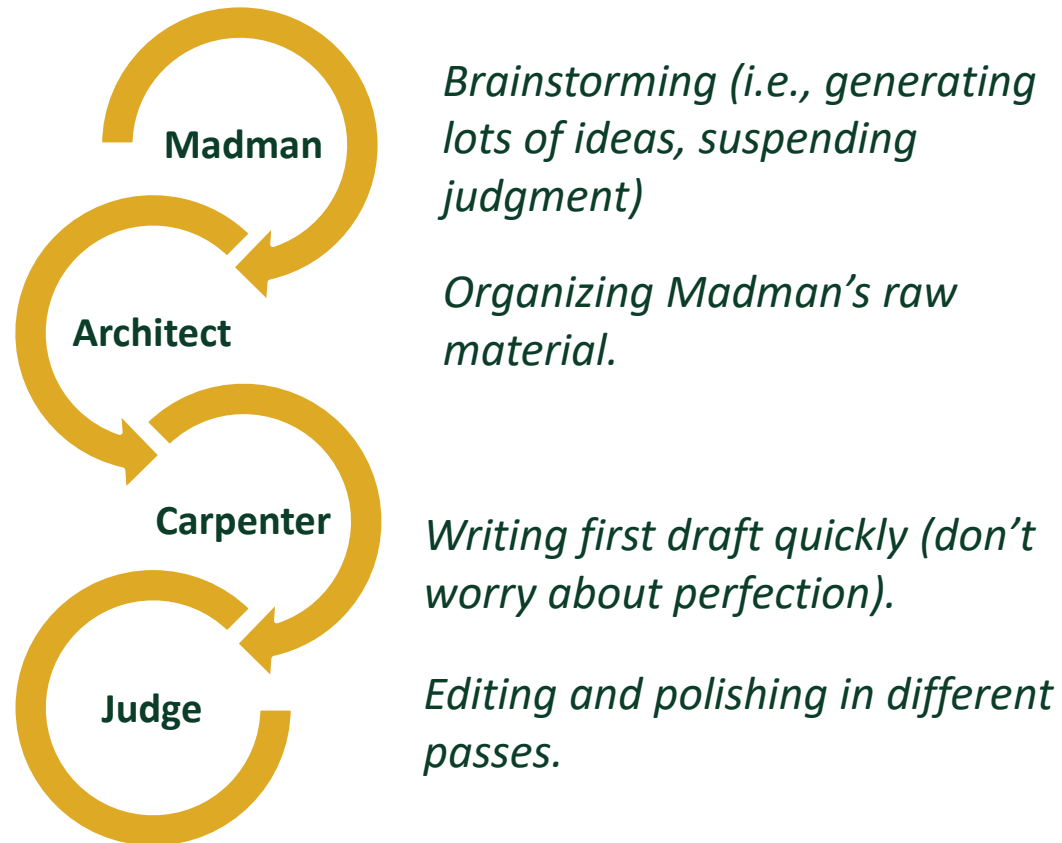 Madman
Brainstorming (i.e., generating
lots of ideas, suspending
judgment)
Architect
Organizing Madman’s raw
material.
Carpenter
Writing first draft quickly (don’t
worry about perfection).
Judge
Editing and polishing in different
passes.